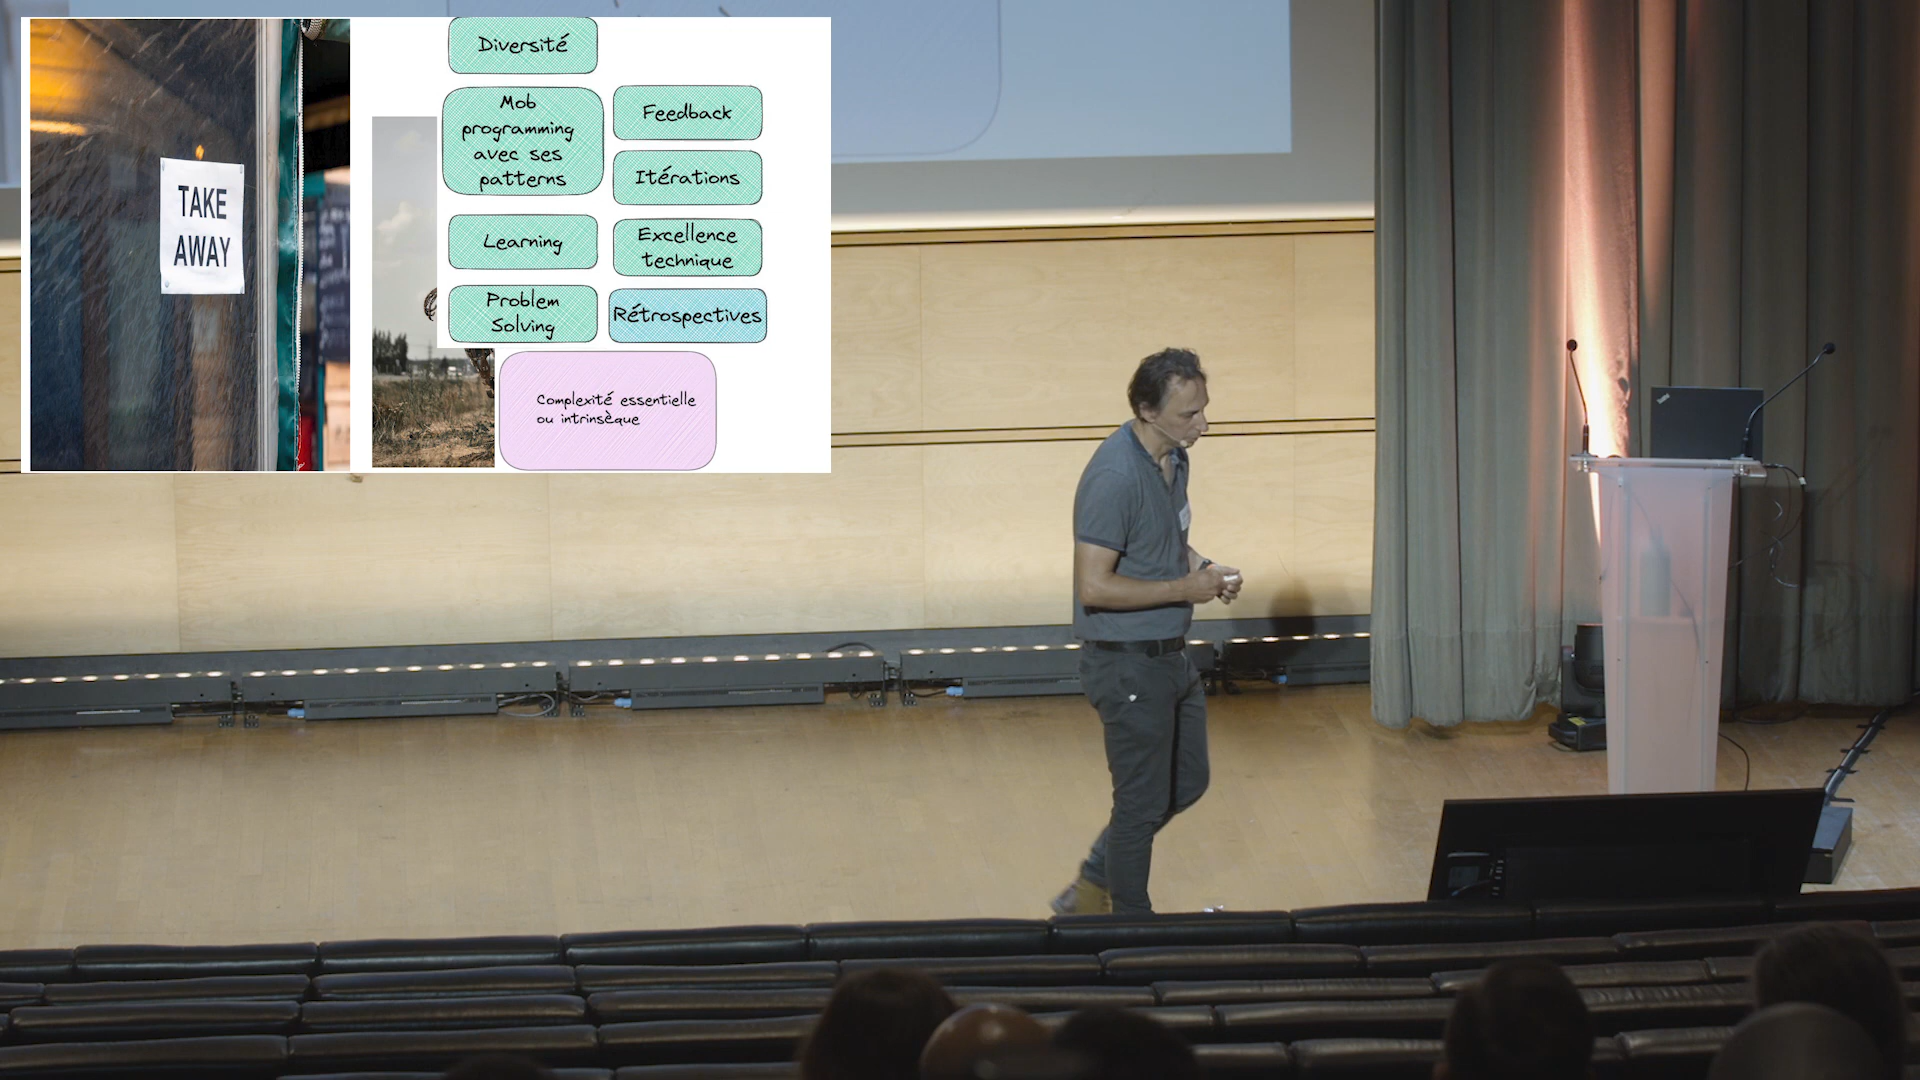 TAKE
AWAY
Diversité
Mob
programming
avec ses
patterns
Feedback
Itérations
Learning
Excellence
technique
Problem
Solving
Rétrospectives
Complexité essentielle
ou intrinsèque